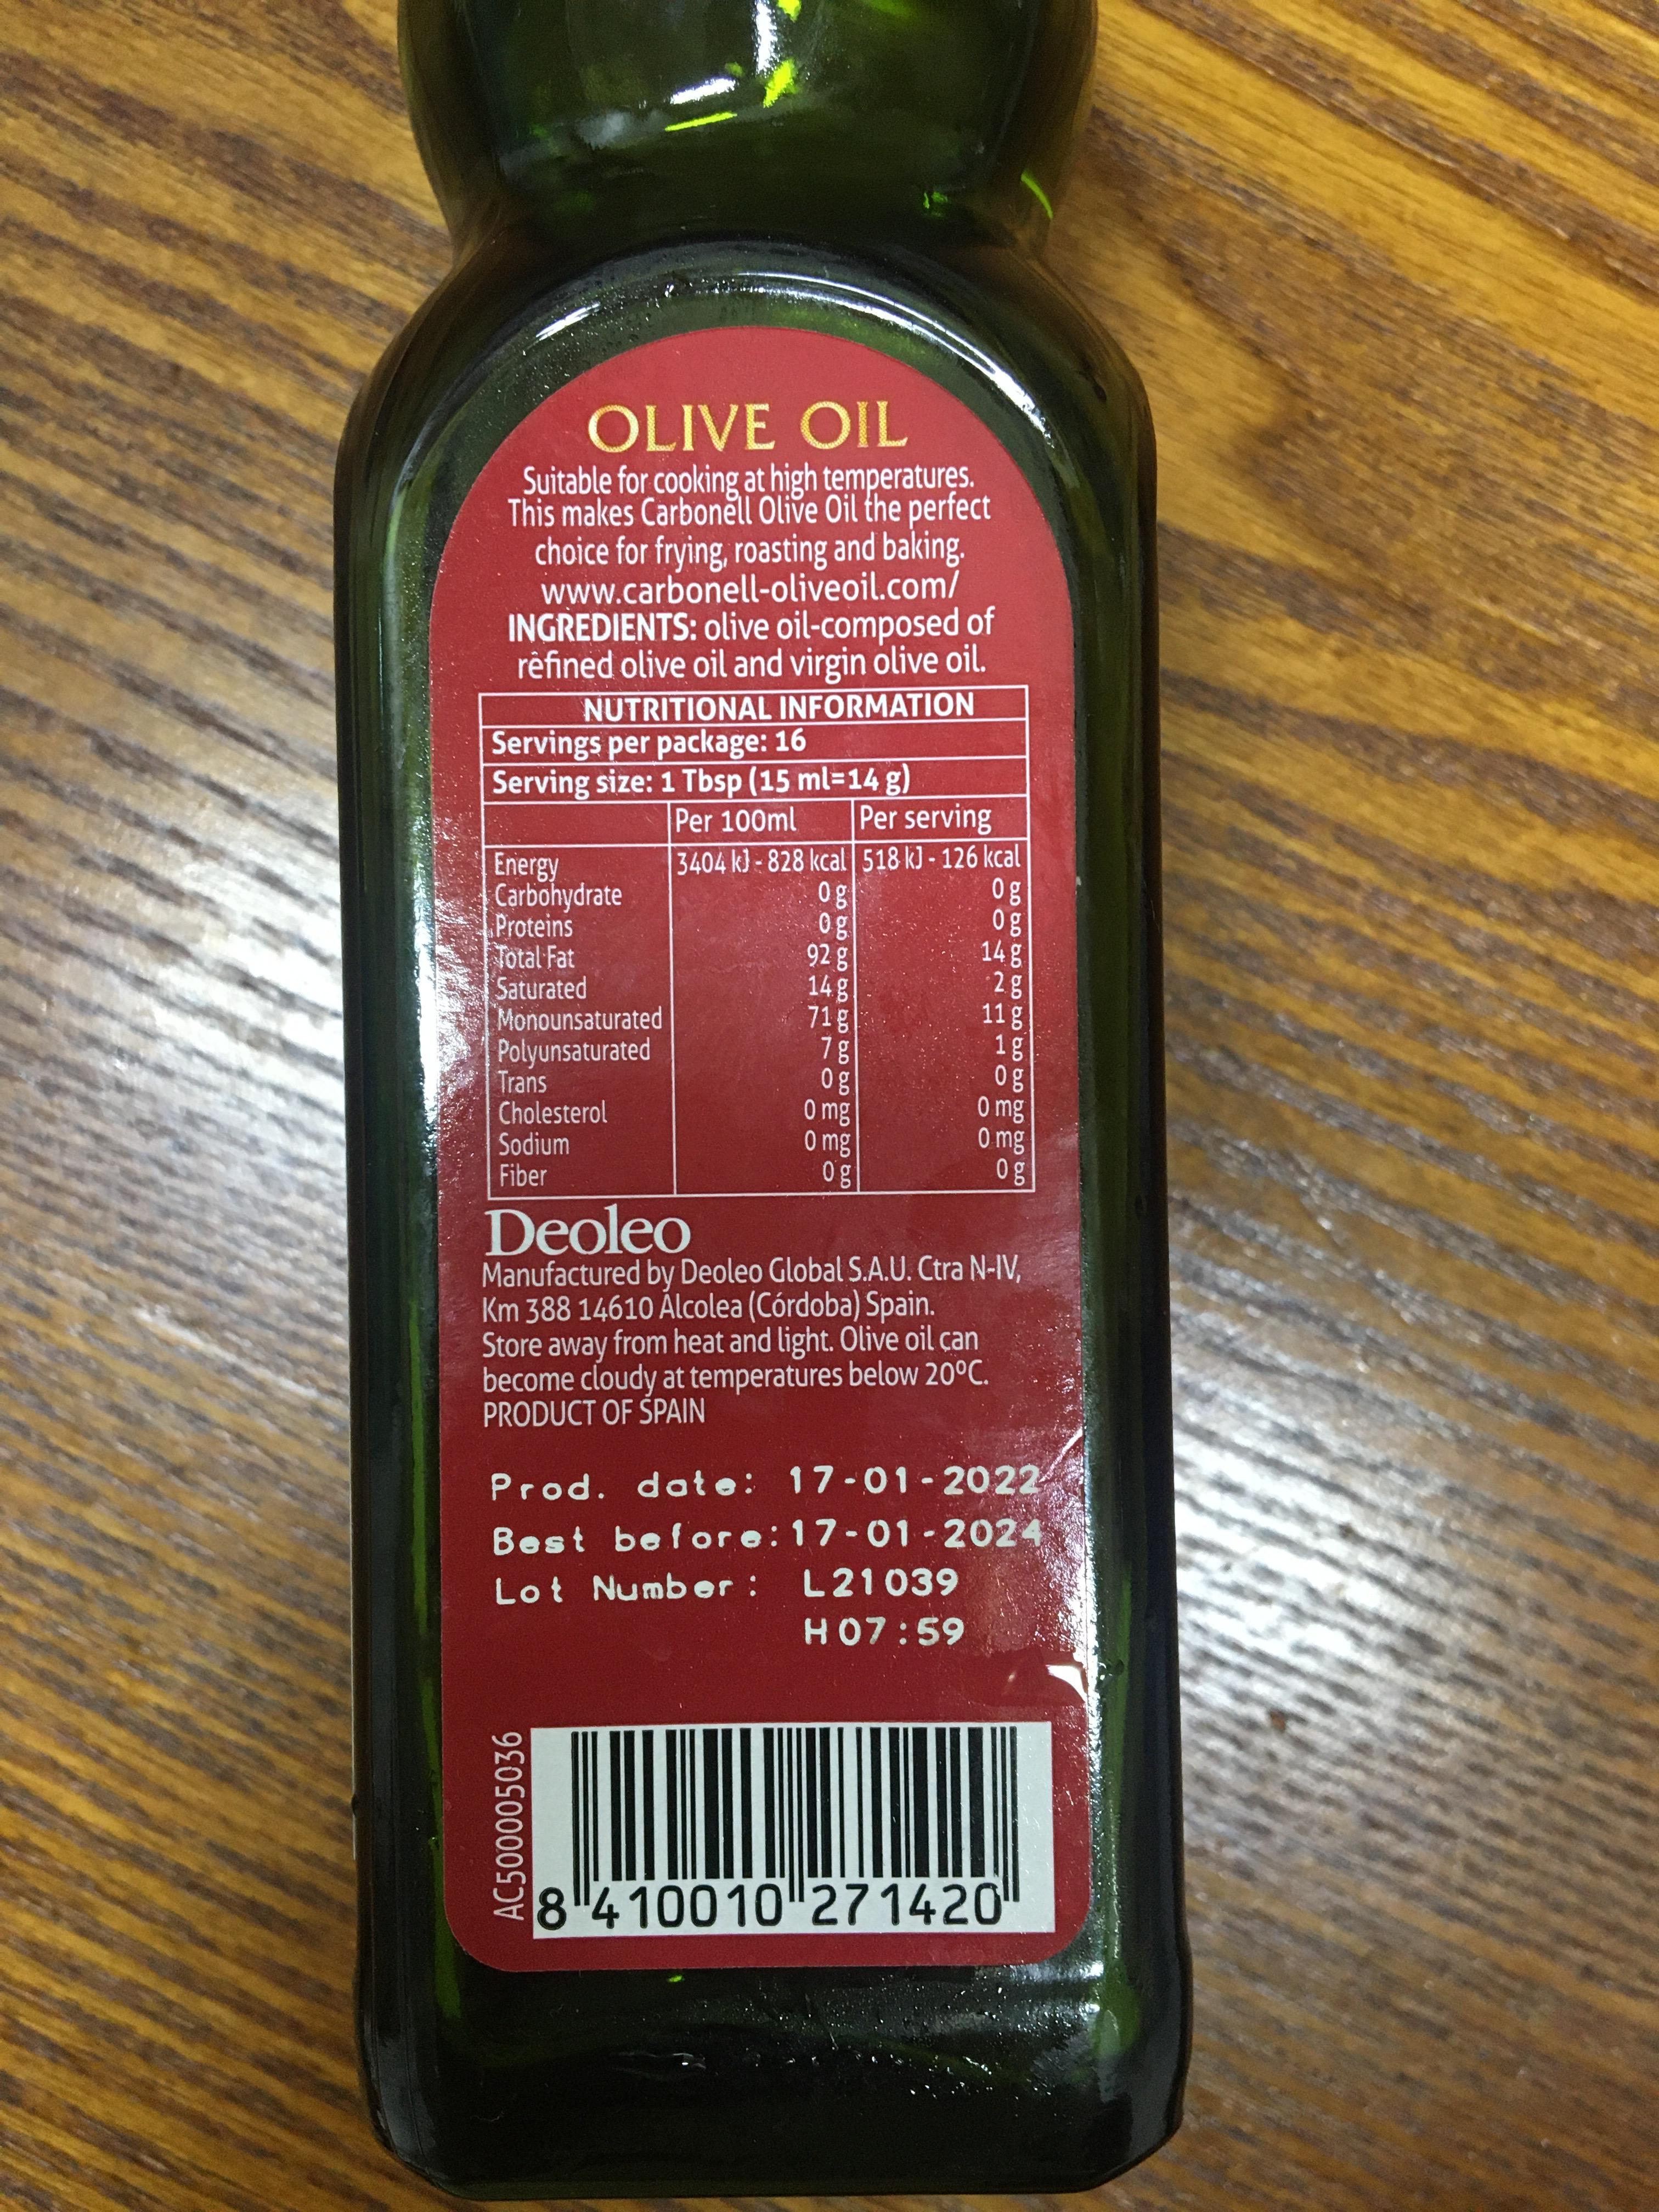 OLIVE OIL
Suitable for cooking at high temperatures.
This makes Carbonell Olive Oil the perfect
choice for frying, roasting and baking.
www.carbonell-oliveoil.com/
INGREDIENTS: olive oil-composed of
refined olive oil and virgin olive oil.
NUTRITIONAL INFORMATION
Servings per package: 16
Serving size: 1 Tbsp (15 ml=14 g)
Per 100ml Per serving
Energy 3404 kJ - 828 kcal 518 kJ - 126 kcal
Carbohydrate 0 g 0 g
Proteins 0 g 0 g
Total Fat 92 g 14 g
Saturated 14 g 2 g
Monounsaturated 71 g 11 g
Polyunsaturated 7 g 1 g
Trans 0 g 0 g
Cholesterol 0 mg 0 mg
Sodium 0 mg 0 mg
Fiber 0 g 0 g
Deoleo
Manufactured by Deoleo Global S.A.U. Ctra N-IV,
Km 388 14610 Alcolea (Córdoba) Spain.
Store away from heat and light. Olive oil can
become cloudy at temperatures below 20ºC.
PRODUCT OF SPAIN
Prod. date: 17-01-2022
Best before: 17-01-2024
Lot Number: L21039
H07:59
AC500005036
8 410010 271420